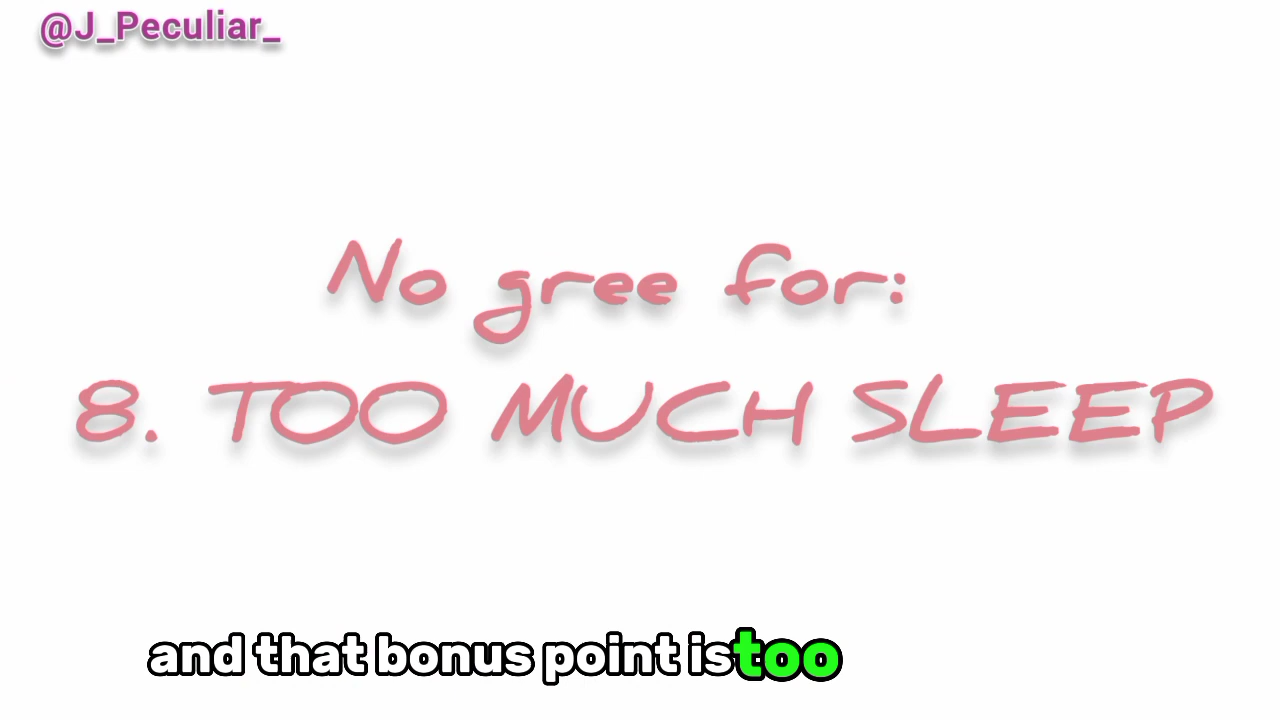 @J_Peculiar_
No gree for:
8. TOO MUCH SLEEP
and that bonus point is too